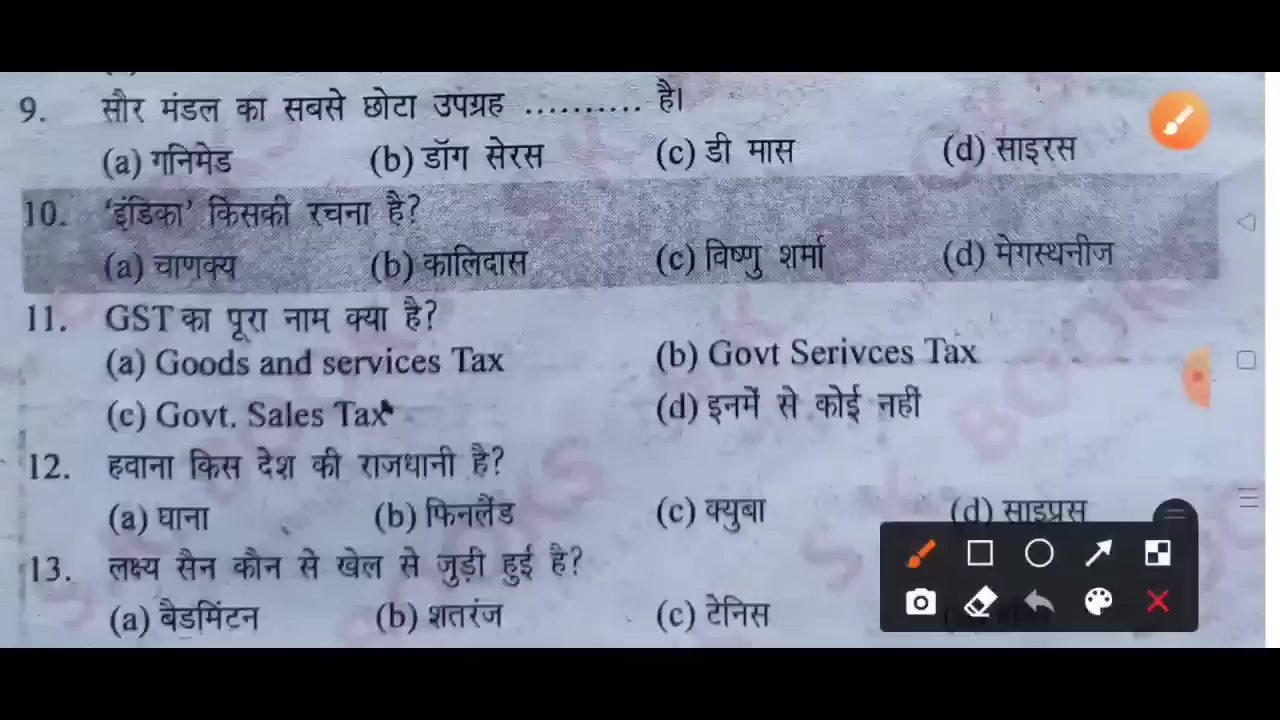 9. सौर मंडल का सबसे छोटा उपग्रह .......... है।
(a) गनिमेड (b) डॉग सेरस (c) डी मास (d) साइरस
10. 'इंडिका' किसकी रचना है?
(a) चाणक्य (b) कालिदास (c) विष्णु शर्मा (d) मेगस्थनीज
11. GST का पूरा नाम क्या है?
(a) Goods and services Tax (b) Govt Serivces Tax
(c) Govt. Sales Tax (d) इनमें से कोई नहीं
12. हवाना किस देश की राजधानी है?
(a) घाना (b) फिनलैंड (c) क्युबा (d) साइप्रस
13. लक्ष्य सैन कौन से खेल से जुड़ी हुई है?
(a) बैडमिंटन (b) शतरंज (c) टेनिस